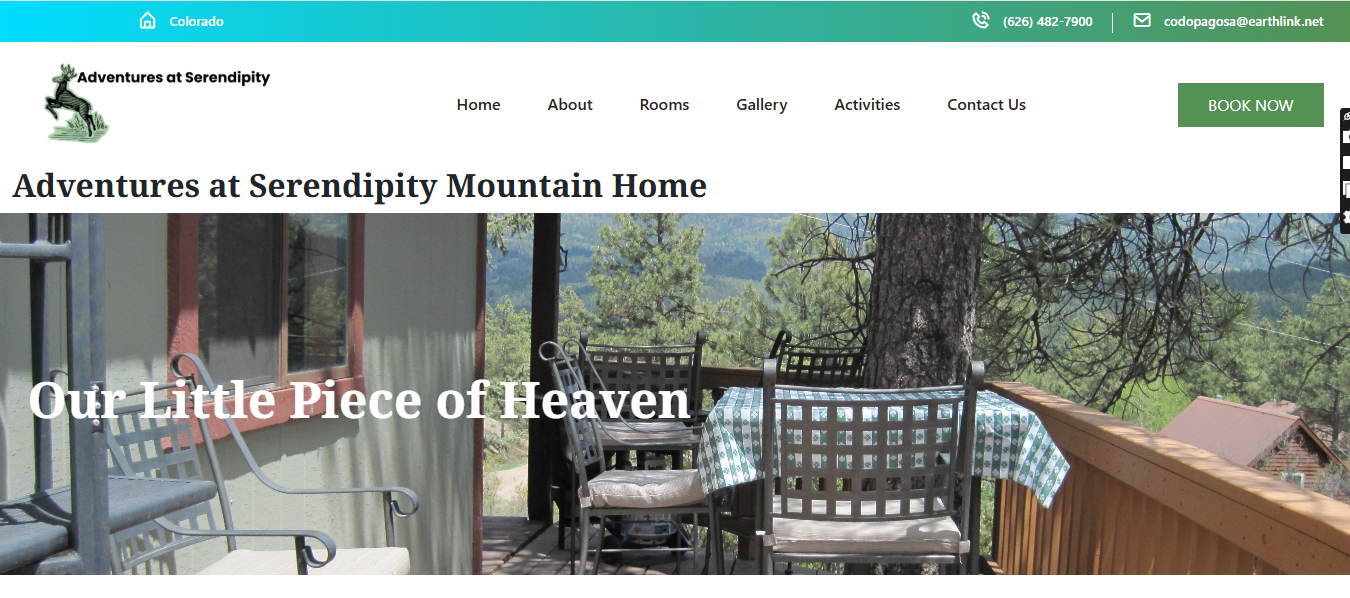 Colorado
(626) 482-7900
codopagosa@earthlink.net
Adventures at Serendipity
Home
About
Rooms
Gallery
Activities
Contact Us
BOOK NOW
Adventures at Serendipity Mountain Home
Our Little Piece of Heaven